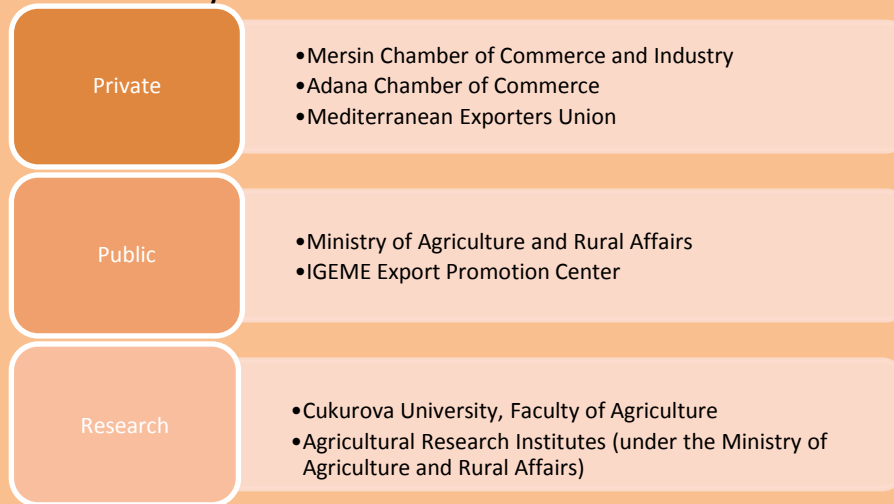 Private
•Mersin Chamber of Commerce and Industry
•Adana Chamber of Commerce
•Mediterranean Exporters Union
Public
•Ministry of Agriculture and Rural Affairs
•IGEME Export Promotion Center
Research
•Cukurova University, Faculty of Agriculture
•Agricultural Research Institutes (under the Ministry of
Agriculture and Rural Affairs)